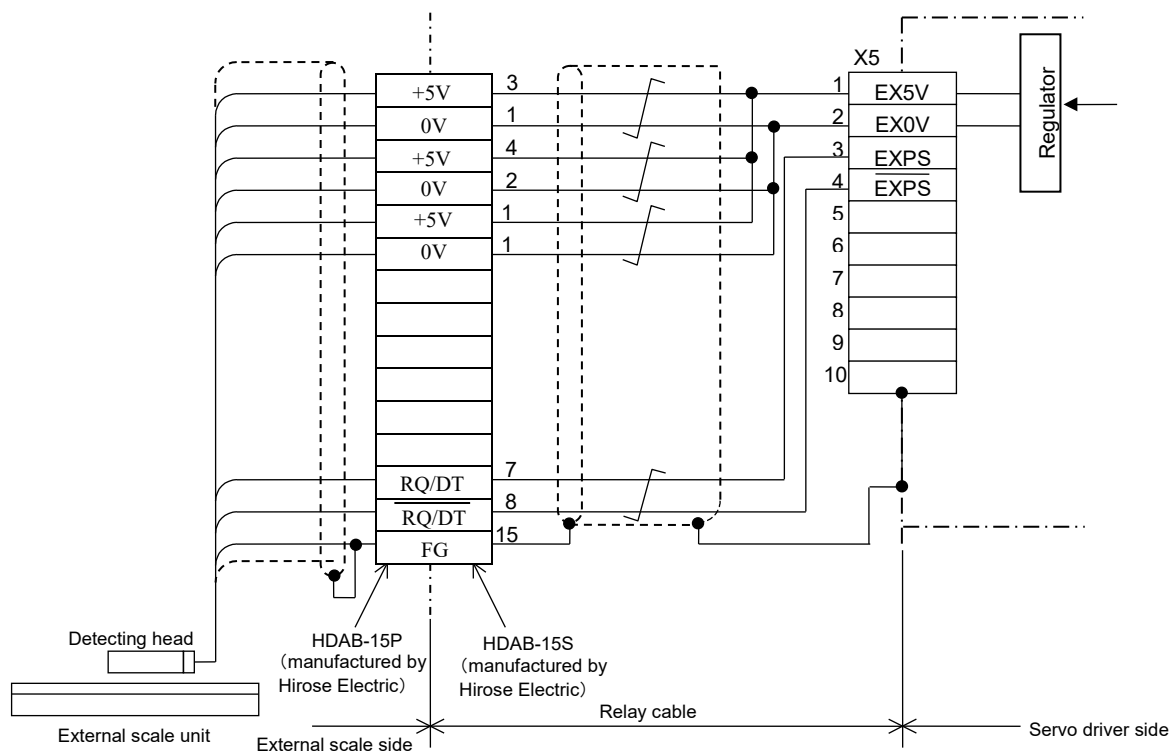 X5
+5V 3
0V 1
+5V 4
0V 2
+5V 1
0V 1
RQ/DT 7
R̅Q̅/̅D̅T̅ 8
FG 15
1 EX5V
2 EX0V
3 EXPS
4 E̅X̅P̅S̅
5
6
7
8
9
10
Regulator
Detecting head
External scale unit
HDAB-15P
(manufactured by
Hirose Electric)
HDAB-15S
(manufactured by
Hirose Electric)
External scale side
Relay cable
Servo driver side